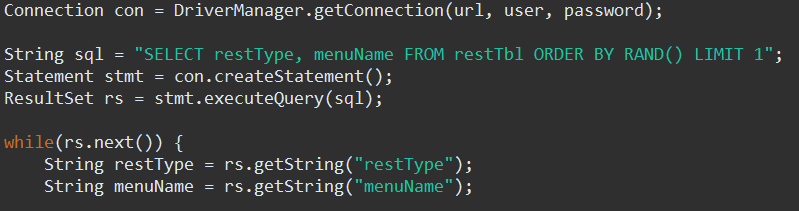 Connection con = DriverManager.getConnection(url, user, password);
String sql = "SELECT restType, menuName FROM restTbl ORDER BY RAND() LIMIT 1";
Statement stmt = con.createStatement();
ResultSet rs = stmt.executeQuery(sql);
while(rs.next()) {
String restType = rs.getString("restType");
String menuName = rs.getString("menuName");